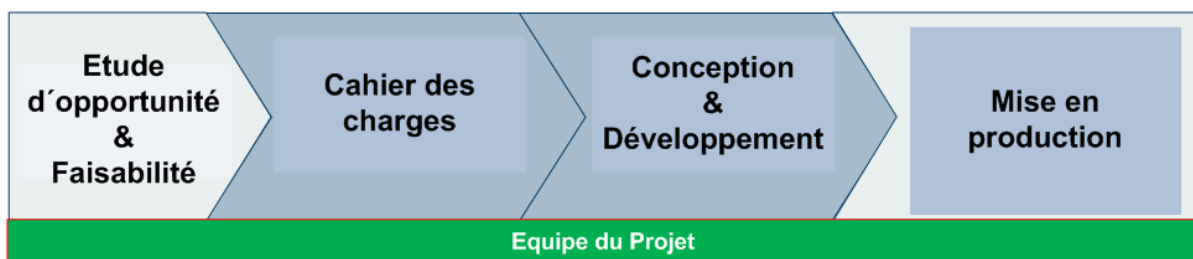 Etude
d´opportunité
&
Faisabilité
Cahier des
charges
Conception
&
Développement
Mise en
production
Equipe du Projet